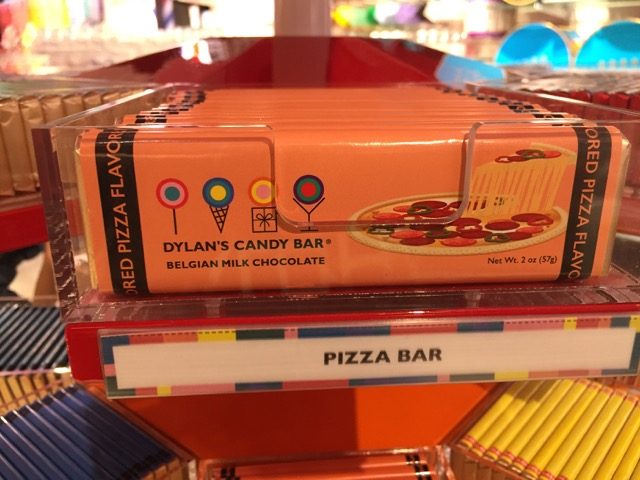 ORED PIZZA FLAVOR
DYLAN'S CANDY BAR®
BELGIAN MILK CHOCOLATE
Net Wt. 2 oz (57g)
ORED PIZZA FLAVO
PIZZA BAR